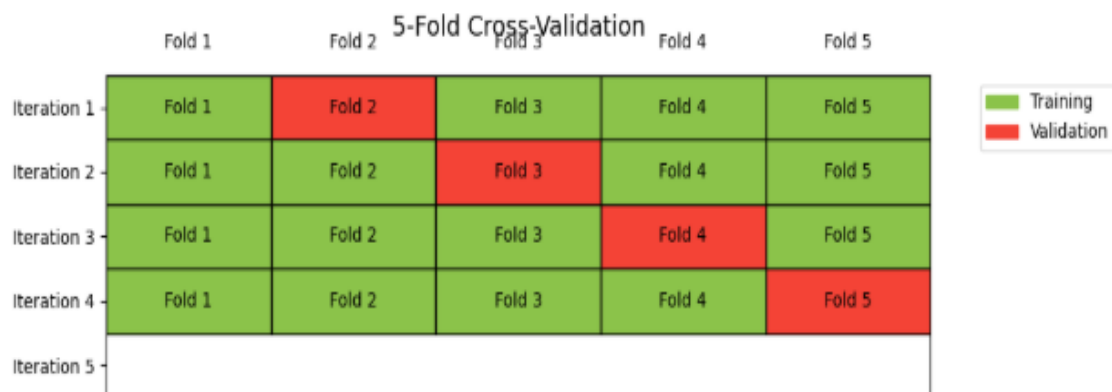 5-Fold Cross-Validation
Fold 1 Fold 2 Fold 3 Fold 4 Fold 5
Iteration 1 Fold 1 Fold 2 Fold 3 Fold 4 Fold 5
Iteration 2 Fold 1 Fold 2 Fold 3 Fold 4 Fold 5
Iteration 3 Fold 1 Fold 2 Fold 3 Fold 4 Fold 5
Iteration 4 Fold 1 Fold 2 Fold 3 Fold 4 Fold 5
Iteration 5
Training
Validation